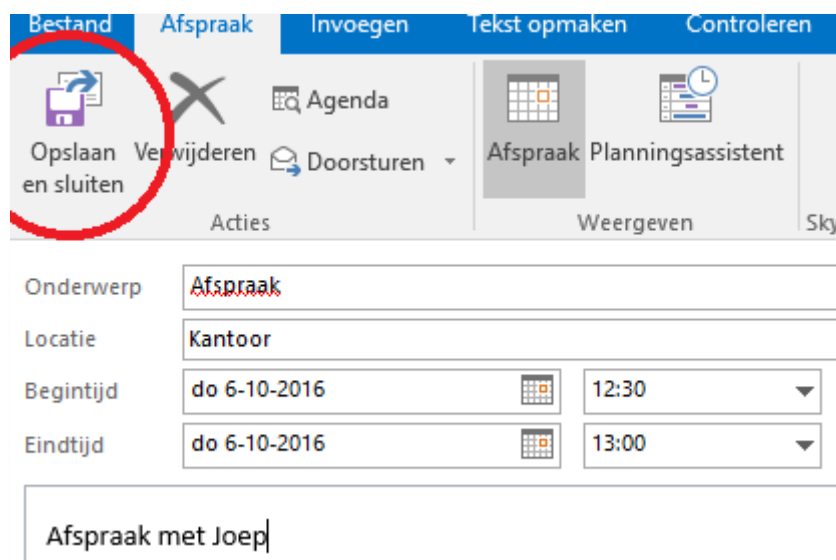 Bestand Afspraak Invoegen Tekst opmaken Controleren
Opslaan en sluiten
Verwijderen
Agenda
Doorsturen
Afspraak
Planningsassistent
Acties
Weergeven
Sky
Onderwerp Afspraak
Locatie Kantoor
Begintijd do 6-10-2016 12:30
Eindtijd do 6-10-2016 13:00
Afspraak met Joep